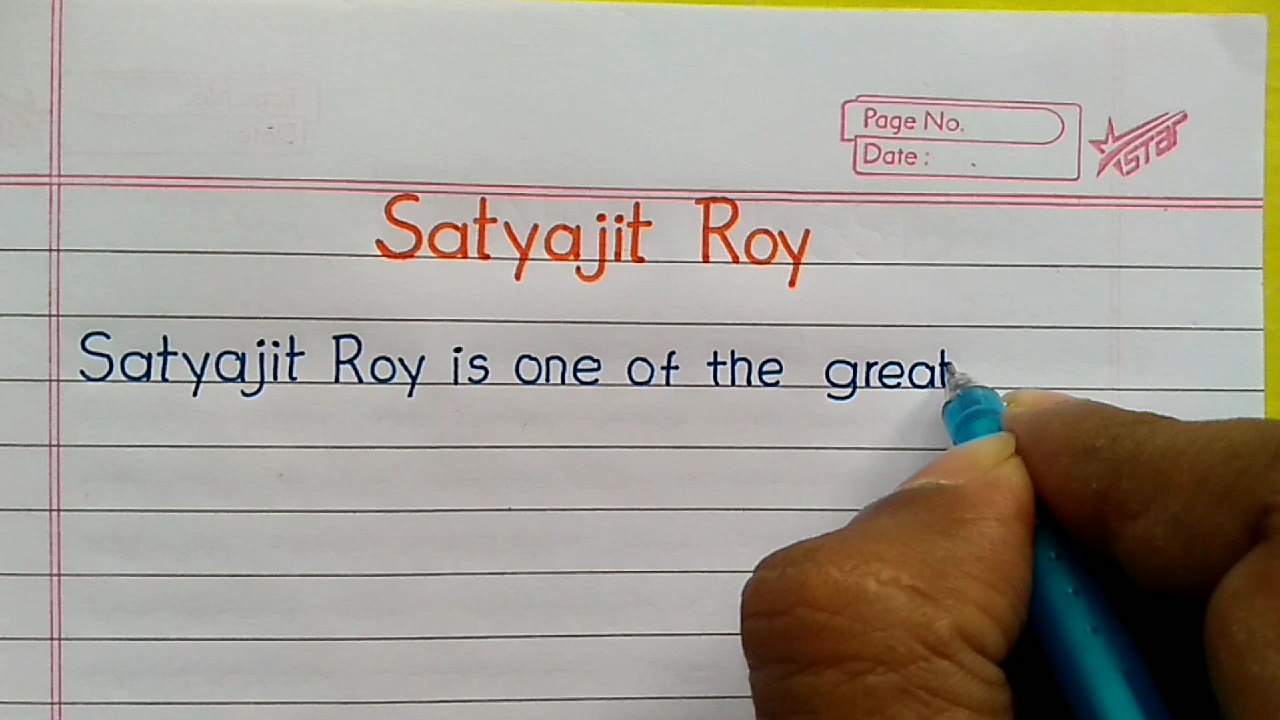 Page No.
Date :
STAR
Satyajit Roy
Satyajit Roy is one of the great